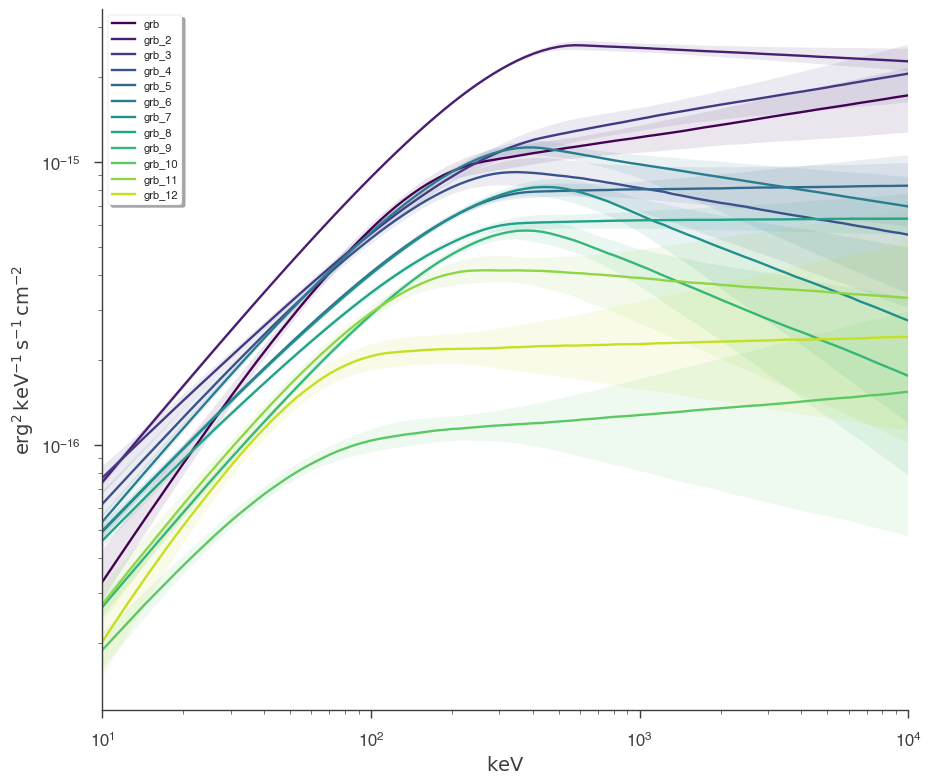 grb
grb_2
grb_3
grb_4
grb_5
grb_6
grb_7
grb_8
grb_9
grb_10
grb_11
grb_12
10⁻¹⁵
10⁻¹⁶
erg² keV⁻¹ s⁻¹ cm⁻²
10¹ 10² 10³ 10⁴
keV